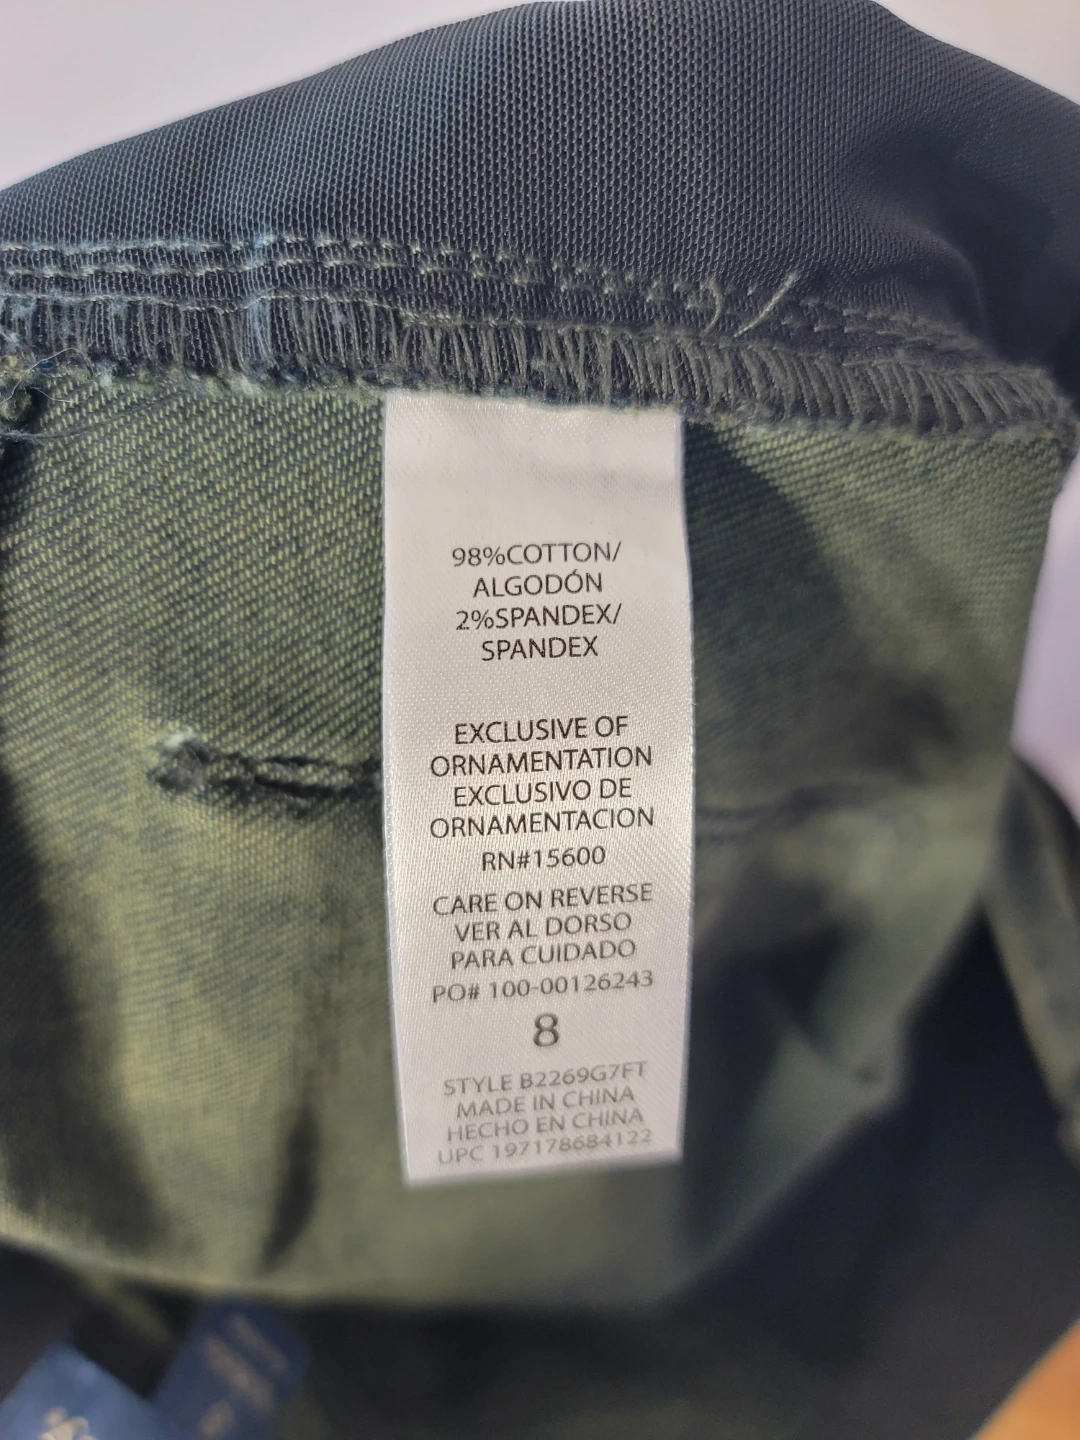 98%COTTON/
ALGODÓN
2%SPANDEX/
SPANDEX
EXCLUSIVE OF
ORNAMENTATION
EXCLUSIVO DE
ORNAMENTACION
RN#15600
CARE ON REVERSE
VER AL DORSO
PARA CUIDADO
PO# 100-00126243
8
STYLE B2269G7FT
MADE IN CHINA
HECHO EN CHINA
UPC 197178684122